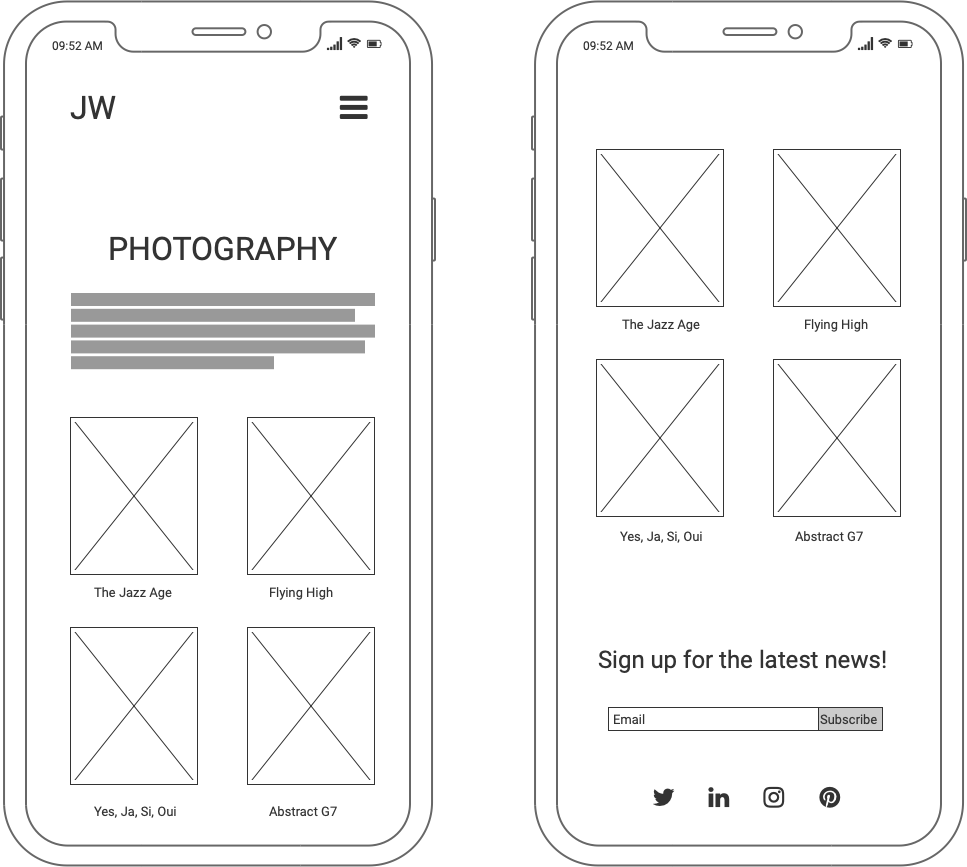 09:52 AM
JW
PHOTOGRAPHY
The Jazz Age
Flying High
Yes, Ja, Si, Oui
Abstract G7
09:52 AM
The Jazz Age
Flying High
Yes, Ja, Si, Oui
Abstract G7
Sign up for the latest news!
Email
Subscribe
in